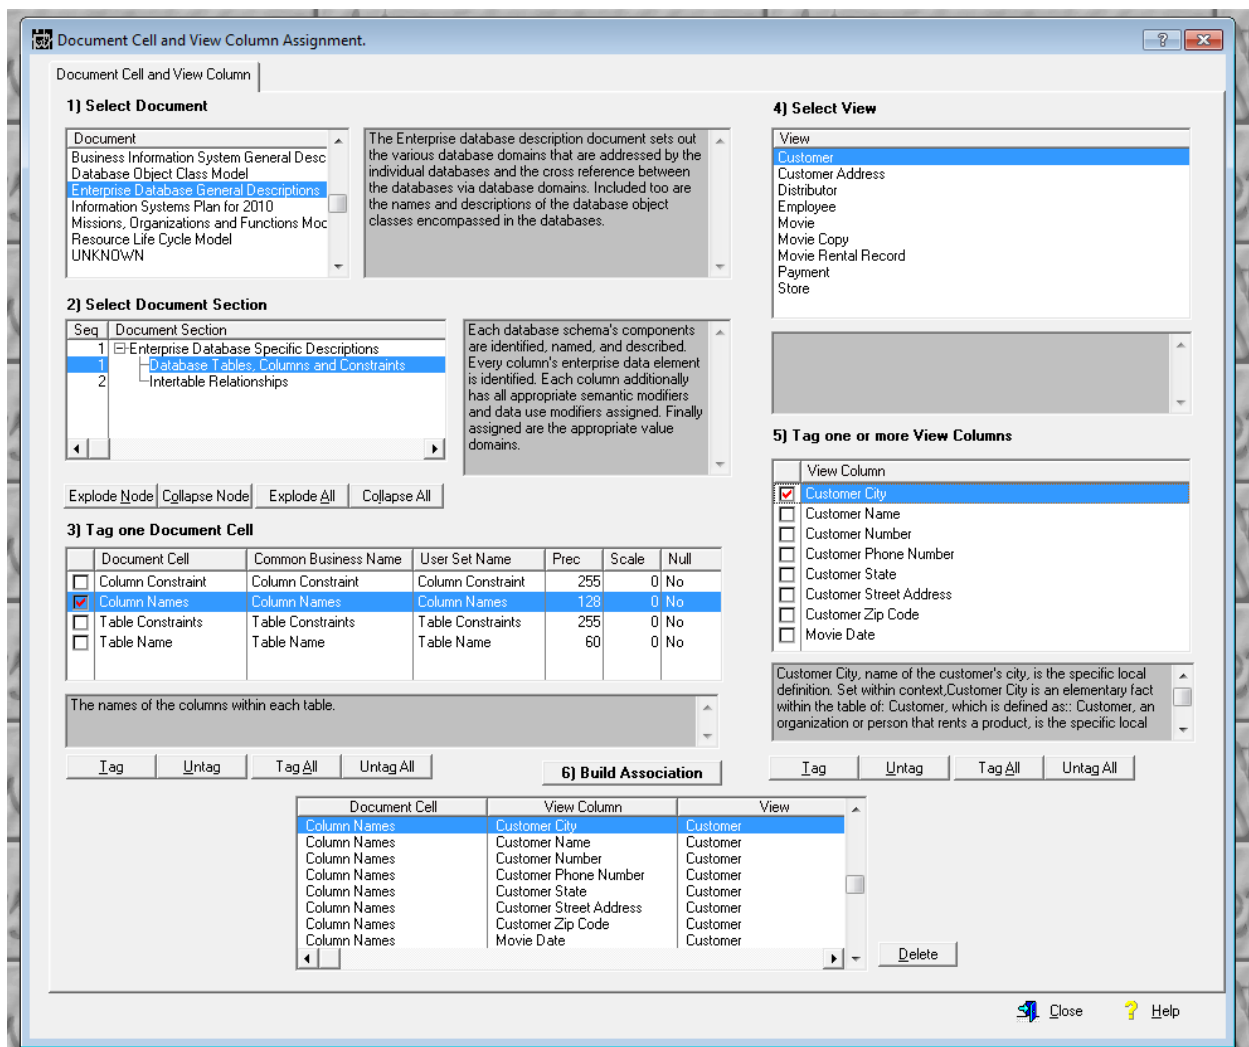 Document Cell and View Column Assignment.
Document Cell and View Column
1) Select Document
Document
Business Information System General Desc
Database Object Class Model
Enterprise Database General Descriptions
Information Systems Plan for 2010
Missions, Organizations and Functions Moc
Resource Life Cycle Model
UNKNOWN
The Enterprise database description document sets out
the various database domains that are addressed by the
individual databases and the cross reference between
the databases via database domains. Included too are
the names and descriptions of the database object
classes encompassed in the databases.
2) Select Document Section
Seq Document Section
1 Enterprise Database Specific Descriptions
1 Database Tables, Columns and Constraints
2 Intertable Relationships
Each database schema's components
are identified, named, and described.
Every column's enterprise data element
is identified. Each column additionally
has all appropriate semantic modifiers
and data use modifiers assigned. Finally
assigned are the appropriate value
domains.
Explode Node Collapse Node Explode All Collapse All
3) Tag one Document Cell
Document Cell Common Business Name User Set Name Prec Scale Null
Column Constraint Column Constraint Column Constraint 255 0 No
Column Names Column Names Column Names 128 0 No
Table Constraints Table Constraints Table Constraints 255 0 No
Table Name Table Name Table Name 60 0 No
The names of the columns within each table.
Tag Untag Tag All Untag All
4) Select View
View
Customer
Customer Address
Distributor
Employee
Movie
Movie Copy
Movie Rental Record
Payment
Store
5) Tag one or more View Columns
View Column
Customer City
Customer Name
Customer Number
Customer Phone Number
Customer State
Customer Street Address
Customer Zip Code
Movie Date
Customer City, name of the customer's city, is the specific local
definition. Set within context,Customer City is an elementary fact
within the table of: Customer, which is defined as:: Customer, an
organization or person that rents a product, is the specific local
Tag Untag Tag All Untag All
6) Build Association
Document Cell View Column View
Column Names Customer City Customer
Column Names Customer Name Customer
Column Names Customer Number Customer
Column Names Customer Phone Number Customer
Column Names Customer State Customer
Column Names Customer Street Address Customer
Column Names Customer Zip Code Customer
Column Names Movie Date Customer
Delete
Close Help